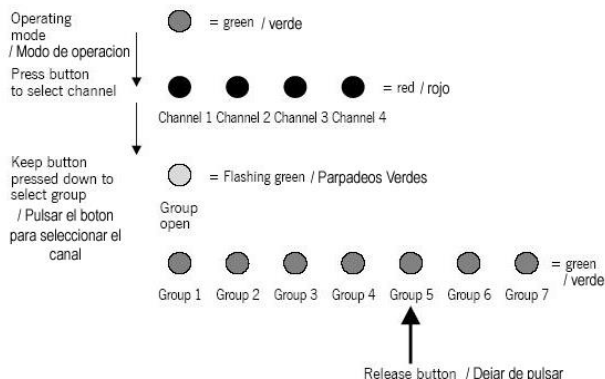 Operating
mode
/ Modo de operacion
= green / verde
Press button
to select channel
= red / rojo
Channel 1 Channel 2 Channel 3 Channel 4
Keep button
pressed down to
select group
/ Pulsar el boton
para seleccionar el
canal
= Flashing green / Parpadeos Verdes
Group
open
= green
/ verde
Group 1 Group 2 Group 3 Group 4 Group 5 Group 6 Group 7
Release button / Dejar de pulsar